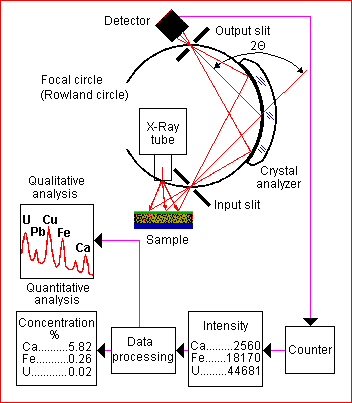 Detector
Output slit
2Θ
Focal circle
(Rowland circle)
X-Ray
tube
Crystal
analyzer
Input slit
Sample
Qualitative
analysis
U Pb Cu Fe Ca
Quantitative
analysis
Concentration
%
Ca..........5.82
Fe..........0.26
U...........0.02
Data
processing
Intensity
Ca........2560
Fe.......18170
U........44681
Counter